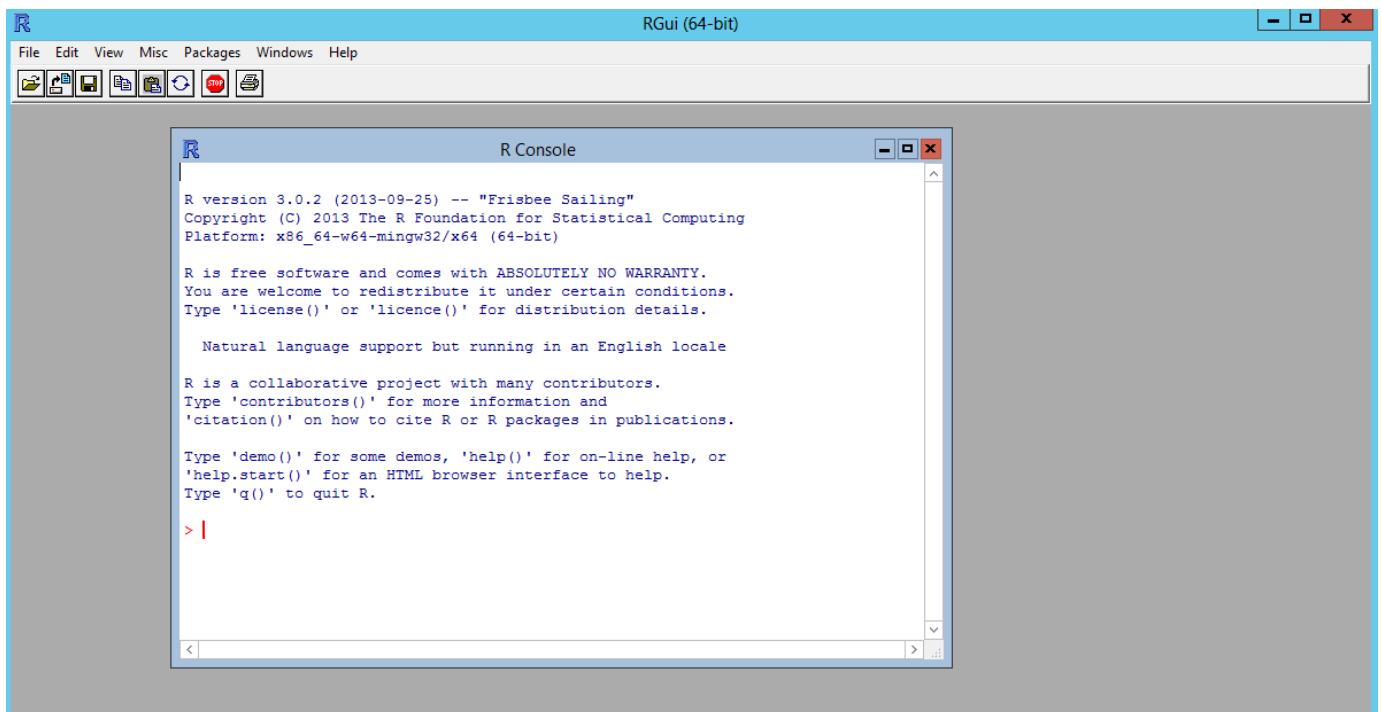 RGui (64-bit)
File Edit View Misc Packages Windows Help
STOP
R Console
R version 3.0.2 (2013-09-25) -- "Frisbee Sailing"
Copyright (C) 2013 The R Foundation for Statistical Computing
Platform: x86_64-w64-mingw32/x64 (64-bit)
R is free software and comes with ABSOLUTELY NO WARRANTY.
You are welcome to redistribute it under certain conditions.
Type 'license()' or 'licence()' for distribution details.
Natural language support but running in an English locale
R is a collaborative project with many contributors.
Type 'contributors()' for more information and
'citation()' on how to cite R or R packages in publications.
Type 'demo()' for some demos, 'help()' for on-line help, or
'help.start()' for an HTML browser interface to help.
Type 'q()' to quit R.
>